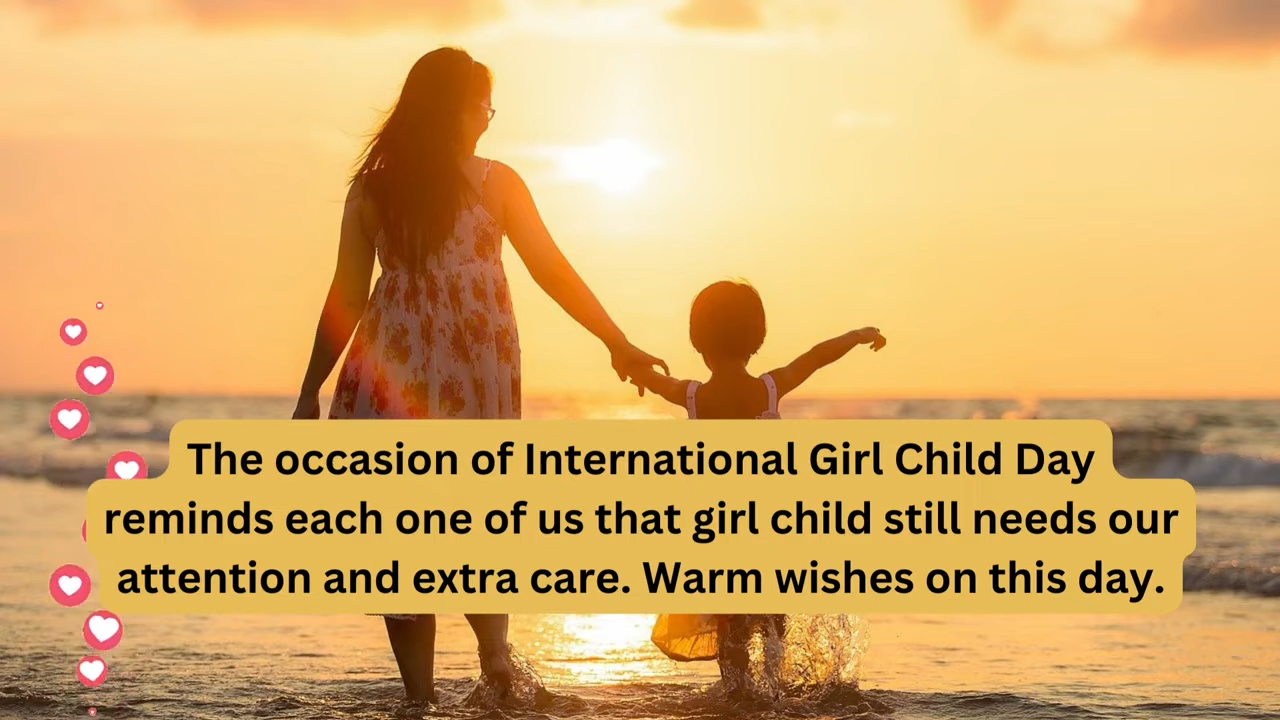 The occasion of International Girl Child Day
reminds each one of us that girl child still needs our
attention and extra care. Warm wishes on this day.